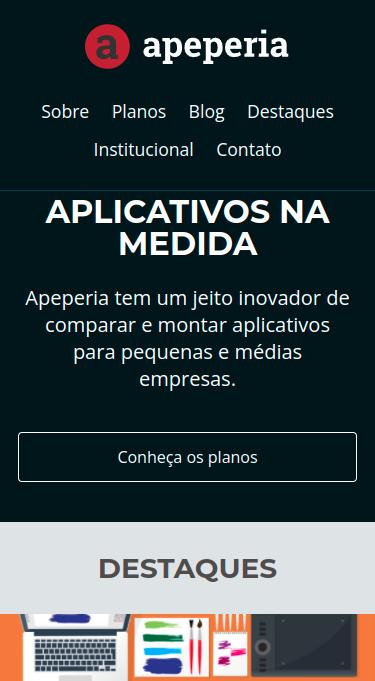 a apeperia
Sobre Planos Blog Destaques
Institucional Contato
APLICATIVOS NA
MEDIDA
Apeperia tem um jeito inovador de
comparar e montar aplicativos
para pequenas e médias
empresas.
Conheça os planos
DESTAQUES